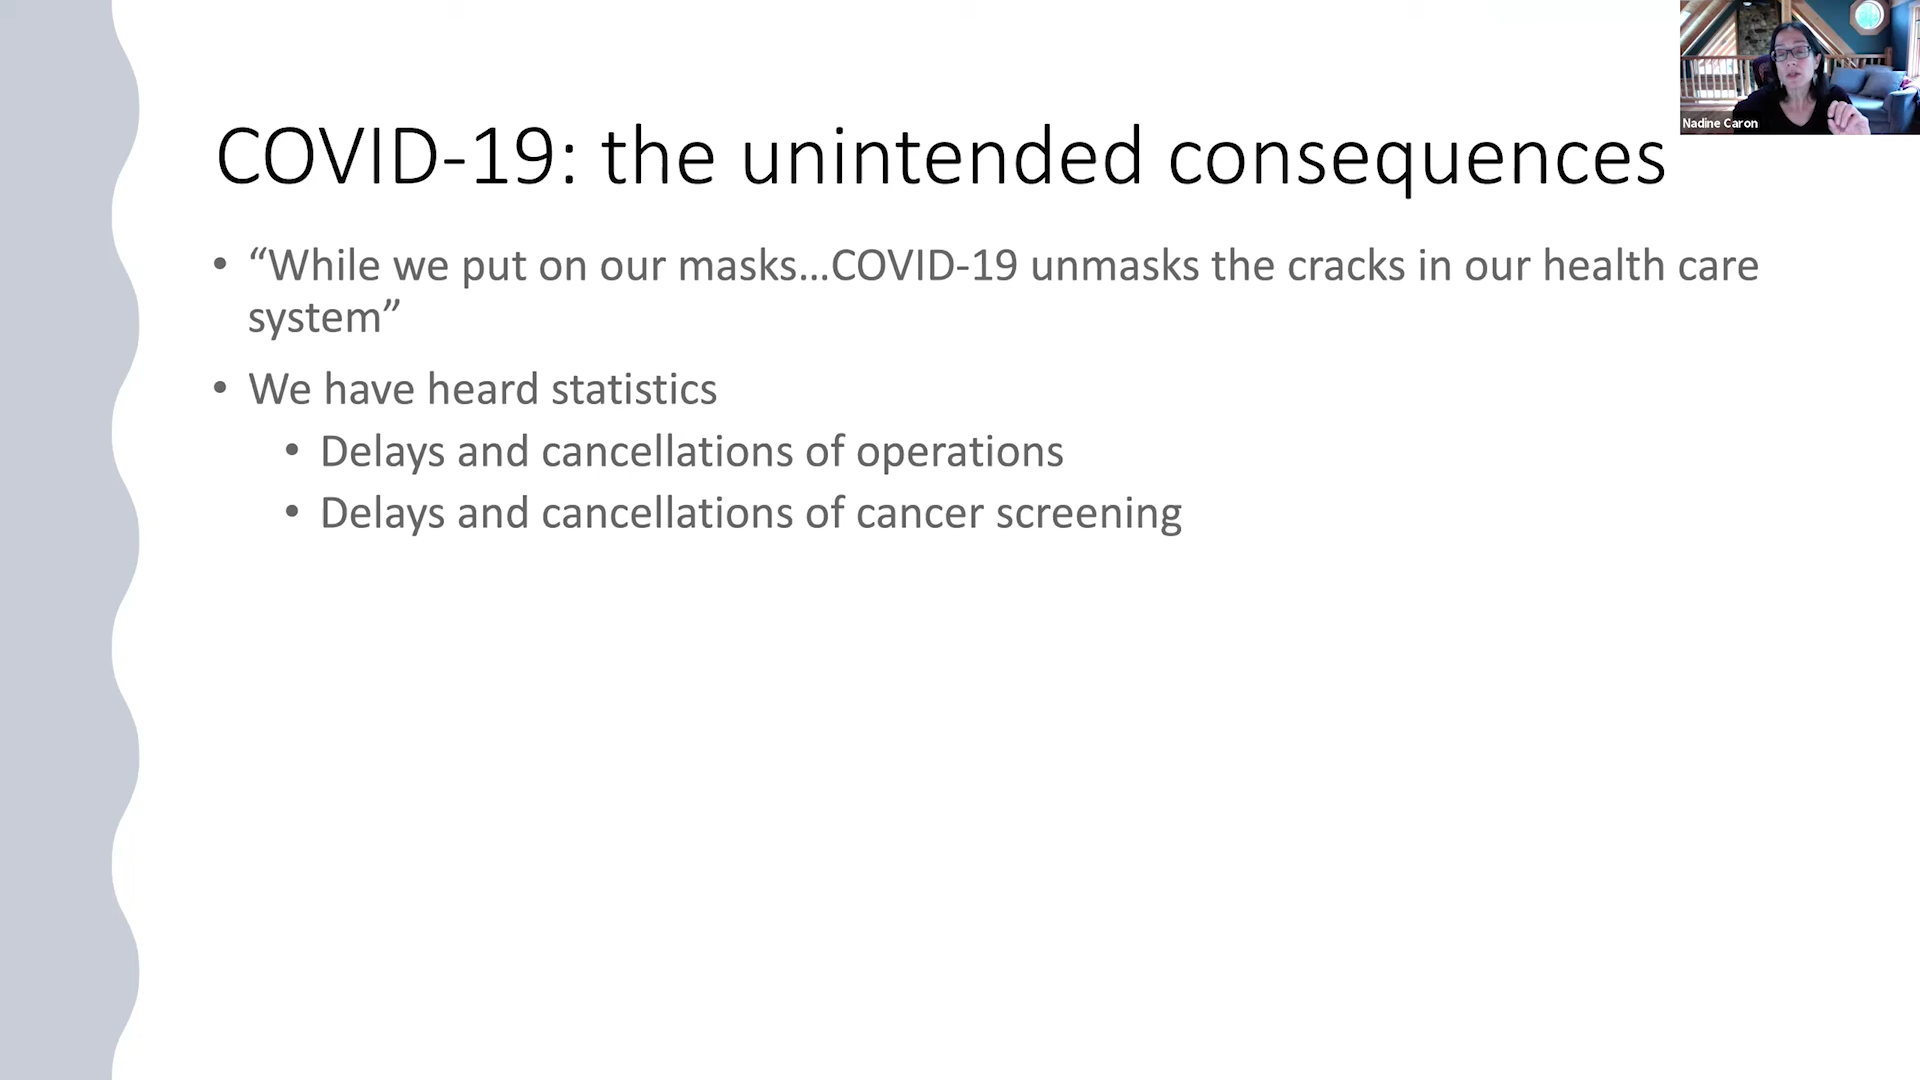 Nadine Caron
COVID-19: the unintended consequences
• “While we put on our masks...COVID-19 unmasks the cracks in our health care
system”
• We have heard statistics
• Delays and cancellations of operations
• Delays and cancellations of cancer screening